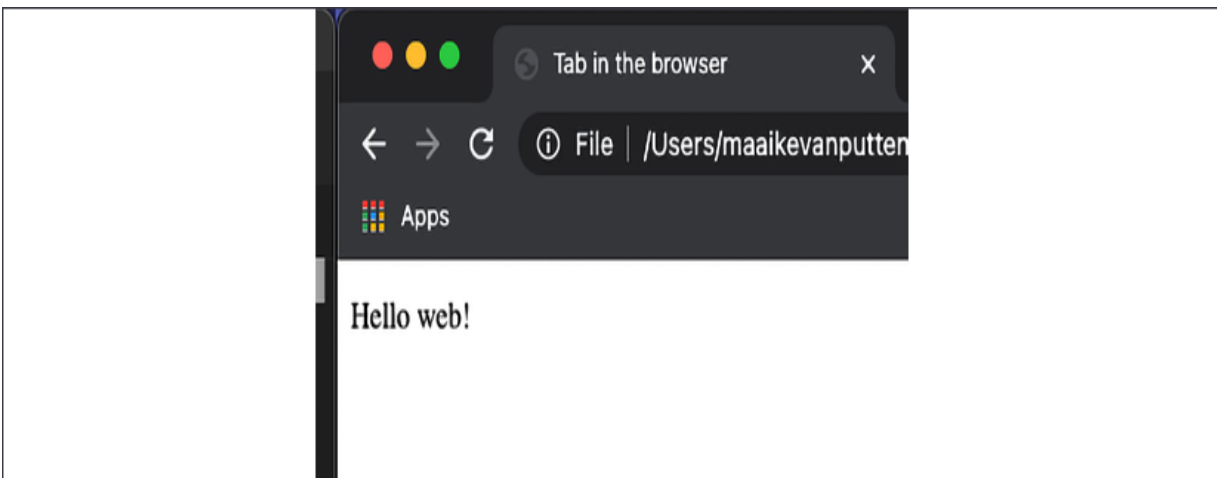 Tab in the browser
File /Users/maaikevanputten
Apps
Hello web!